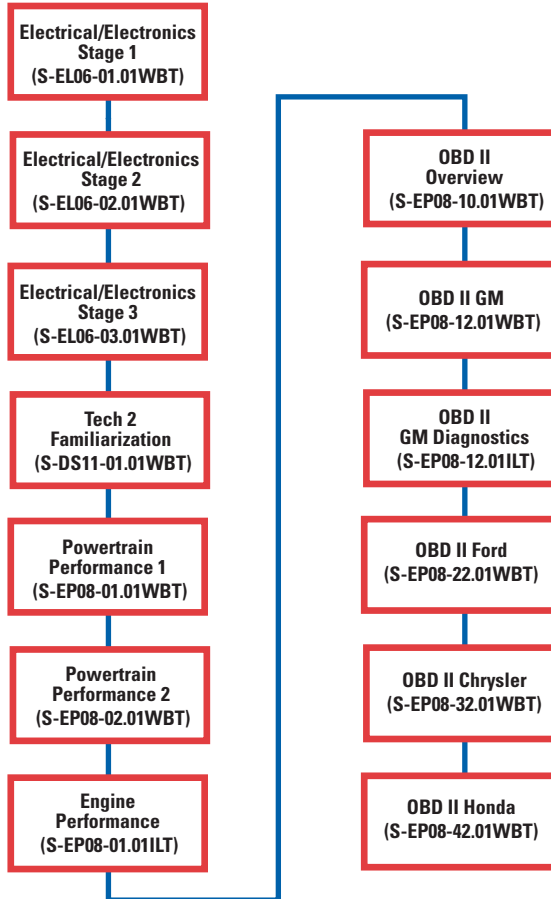 Electrical/Electronics
Stage 1
(S-EL06-01.01WBT)
Electrical/Electronics
Stage 2
(S-EL06-02.01WBT)
Electrical/Electronics
Stage 3
(S-EL06-03.01WBT)
Tech 2
Familiarization
(S-DS11-01.01WBT)
Powertrain
Performance 1
(S-EP08-01.01WBT)
Powertrain
Performance 2
(S-EP08-02.01WBT)
Engine
Performance
(S-EP08-01.01ILT)
OBD II
Overview
(S-EP08-10.01WBT)
OBD II GM
(S-EP08-12.01WBT)
OBD II
GM Diagnostics
(S-EP08-12.01ILT)
OBD II Ford
(S-EP08-22.01WBT)
OBD II Chrysler
(S-EP08-32.01WBT)
OBD II Honda
(S-EP08-42.01WBT)